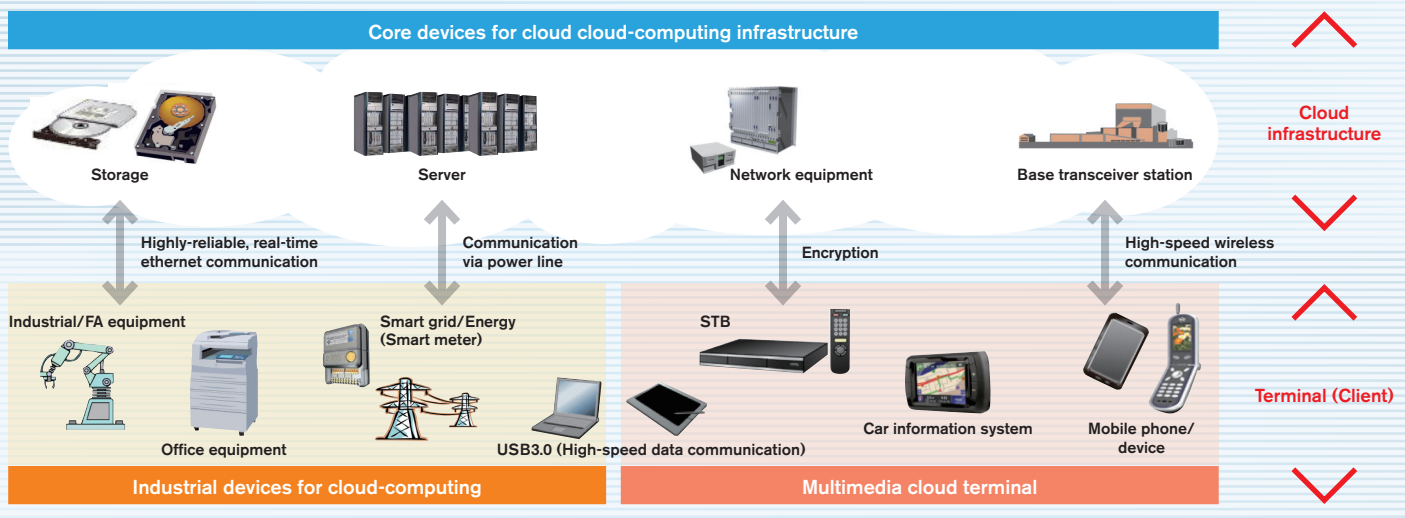 Core devices for cloud cloud-computing infrastructure
Storage
Server
Network equipment
Base transceiver station
Cloud
infrastructure
Highly-reliable, real-time
ethernet communication
Communication
via power line
Encryption
High-speed wireless
communication
Industrial/FA equipment
Smart grid/Energy
(Smart meter)
STB
Office equipment
USB3.0 (High-speed data communication)
Car information system
Mobile phone/
device
Terminal (Client)
Industrial devices for cloud-computing
Multimedia cloud terminal